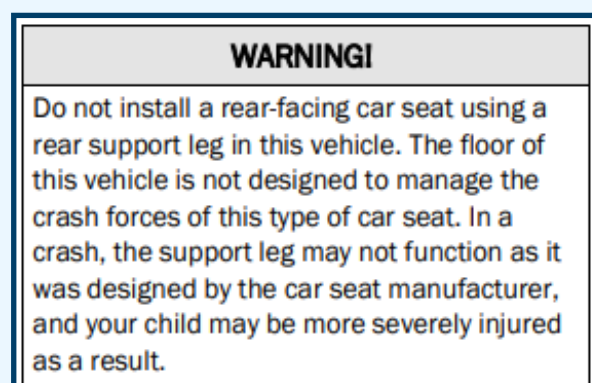 WARNING!
Do not install a rear-facing car seat using a
rear support leg in this vehicle. The floor of
this vehicle is not designed to manage the
crash forces of this type of car seat. In a
crash, the support leg may not function as it
was designed by the car seat manufacturer,
and your child may be more severely injured
as a result.